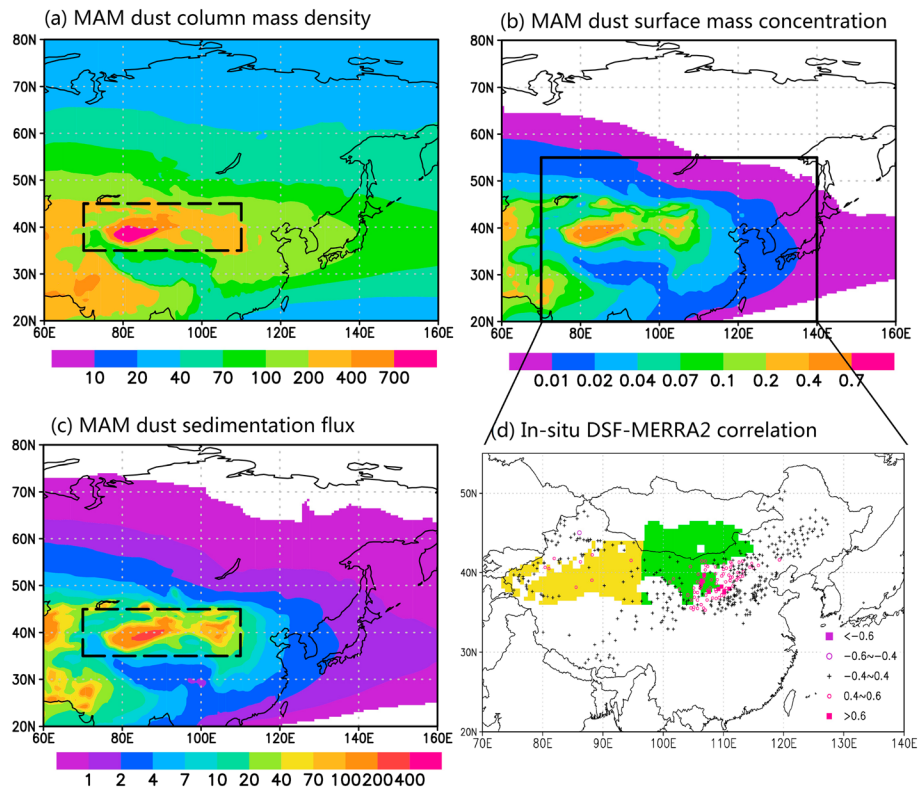 (a) MAM dust column mass density
80N
70N
60N
50N
40N
30N
20N
60E 80E 100E 120E 140E 160E
10 20 40 70 100 200 400 700
(b) MAM dust surface mass concentration
80N
70N
60N
50N
40N
30N
20N
60E 80E 100E 120E 140E 160E
0.01 0.02 0.04 0.07 0.1 0.2 0.4 0.7
(c) MAM dust sedimentation flux
80N
70N
60N
50N
40N
30N
20N
60E 80E 100E 120E 140E 160E
1 2 4 7 10 20 40 70 100 200 400
(d) In-situ DSF-MERRA2 correlation
50N
40N
30N
20N
70E 80E 90E 100E 110E 120E 130E 140E
<-0.6
-0.6~-0.4
-0.4~0.4
0.4~0.6
>0.6